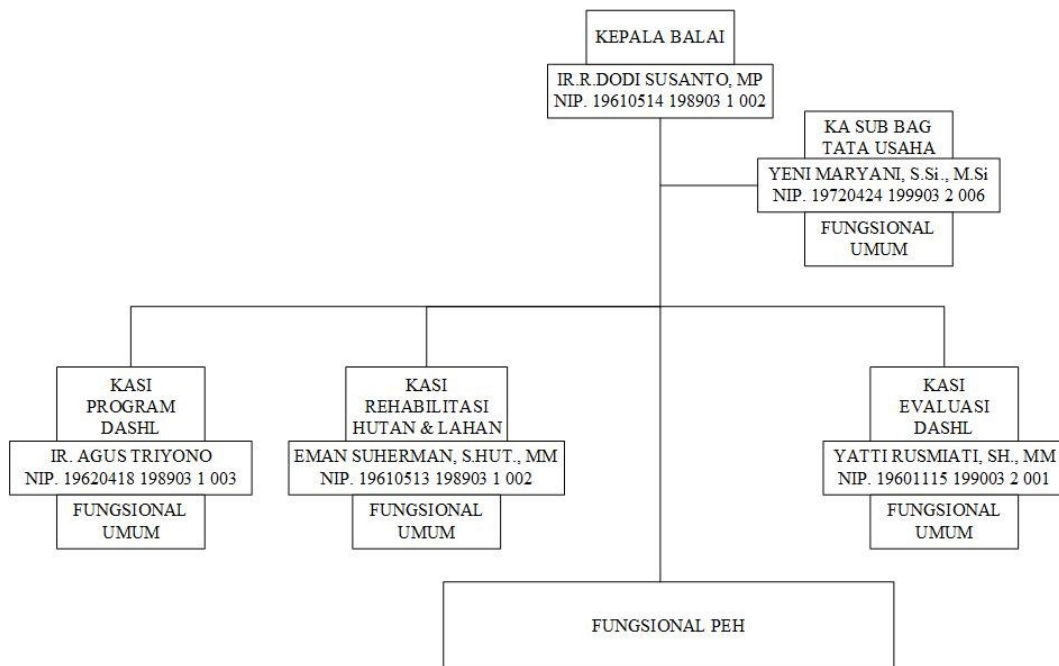 KEPALA BALAI
IR.R.DODI SUSANTO, MP
NIP. 19610514 198903 1 002
KA SUB BAG
TATA USAHA
YENI MARYANI, S.Si., M.Si
NIP. 19720424 199903 2 006
FUNGSIONAL
UMUM
KASI
PROGRAM
DASHL
IR. AGUS TRIYONO
NIP. 19620418 198903 1 003
FUNGSIONAL
UMUM
KASI
REHABILITASI
HUTAN & LAHAN
EMAN SUHERMAN, S.HUT., MM
NIP. 19610513 198903 1 002
FUNGSIONAL
UMUM
KASI
EVALUASI
DASHL
YATTI RUSMIATI, SH., MM
NIP. 19601115 199003 2 001
FUNGSIONAL
UMUM
FUNGSIONAL PEH